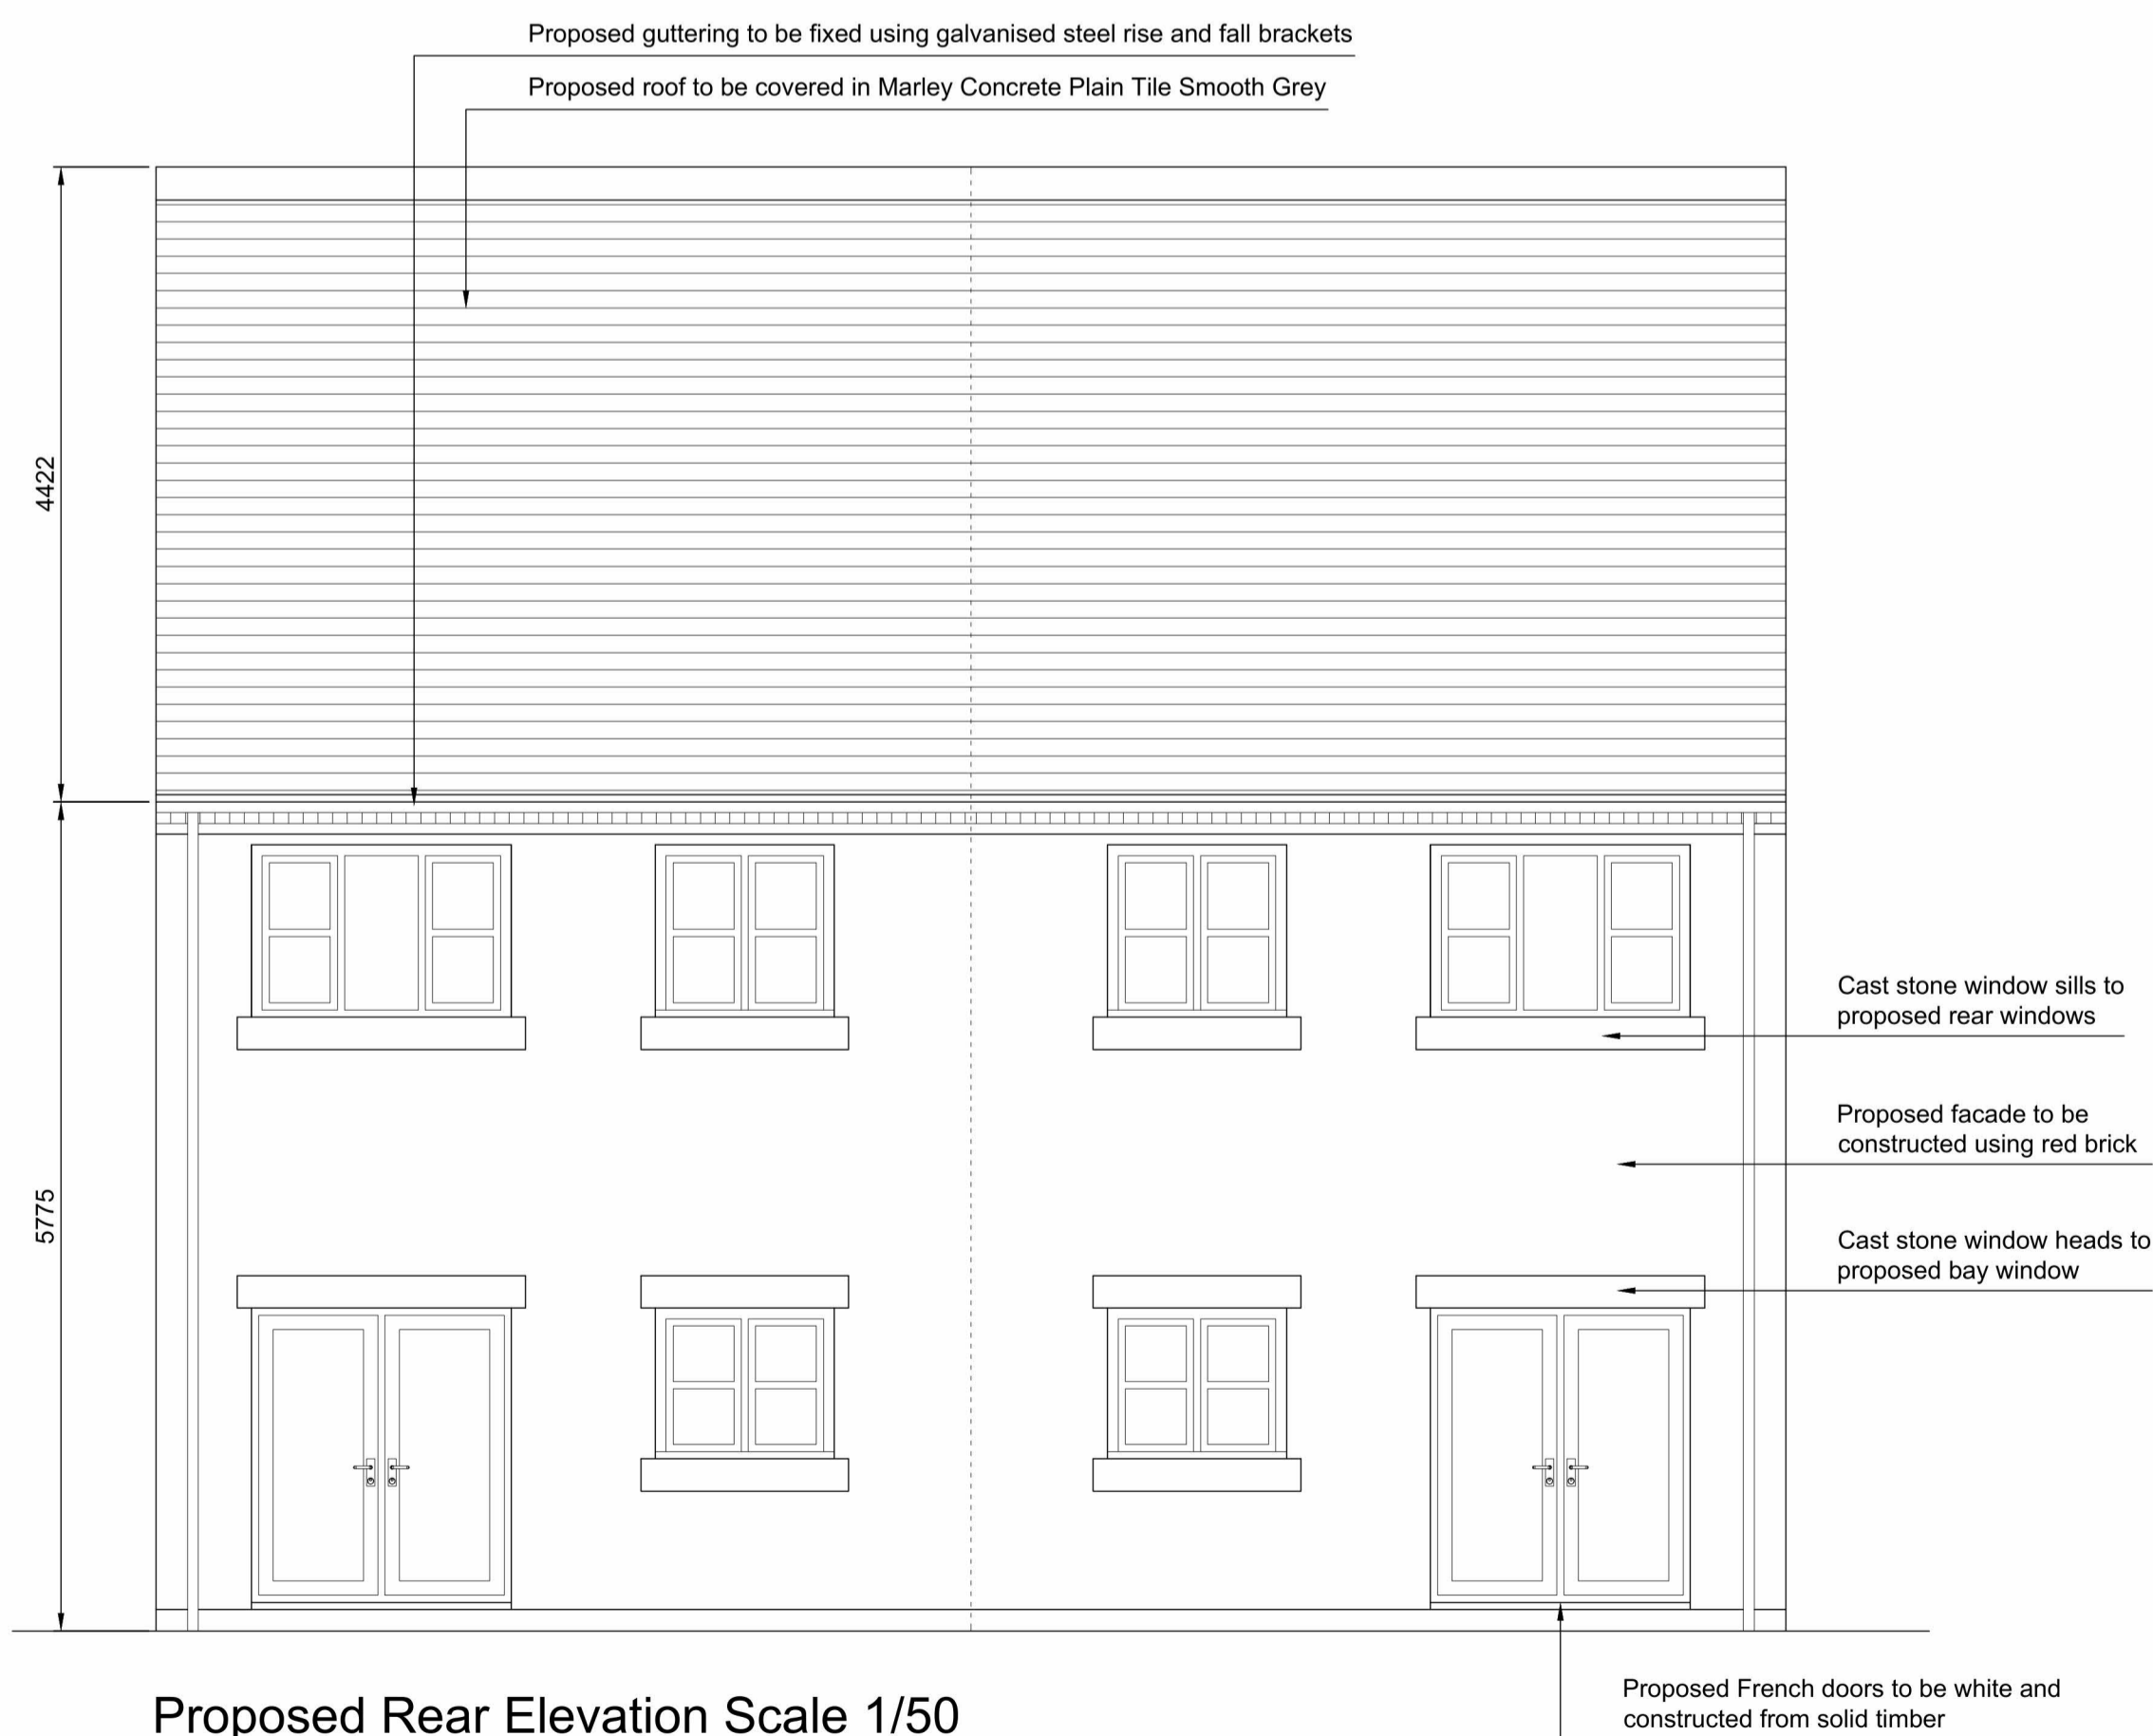 Proposed guttering to be fixed using galvanised steel rise and fall brackets
Proposed roof to be covered in Marley Concrete Plain Tile Smooth Grey
4422
Cast stone window sills to
proposed rear windows
Proposed facade to be
constructed using red brick
5775
Cast stone window heads to
proposed bay window
Proposed French doors to be white and
constructed from solid timber
Proposed Rear Elevation Scale 1/50